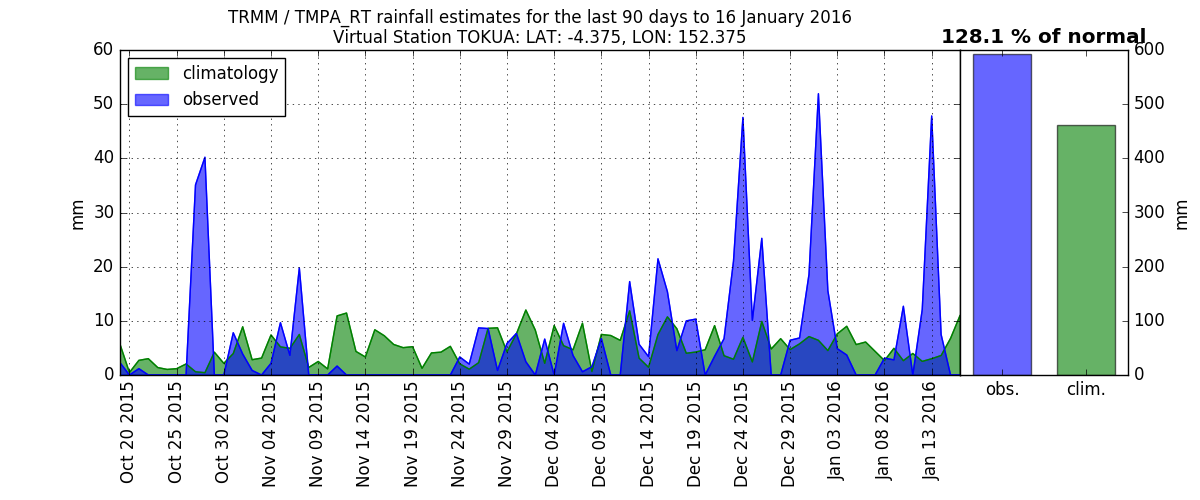 TRMM / TMPA_RT rainfall estimates for the last 90 days to 16 January 2016
Virtual Station TOKUA: LAT: -4.375, LON: 152.375
128.1 % of normal
climatology
observed
60
50
40
30
20
10
0
mm
600
500
400
300
200
100
0
mm
Oct 20 2015
Oct 25 2015
Oct 30 2015
Nov 04 2015
Nov 09 2015
Nov 14 2015
Nov 19 2015
Nov 24 2015
Nov 29 2015
Dec 04 2015
Dec 09 2015
Dec 14 2015
Dec 19 2015
Dec 24 2015
Dec 29 2015
Jan 03 2016
Jan 08 2016
Jan 13 2016
obs.
clim.